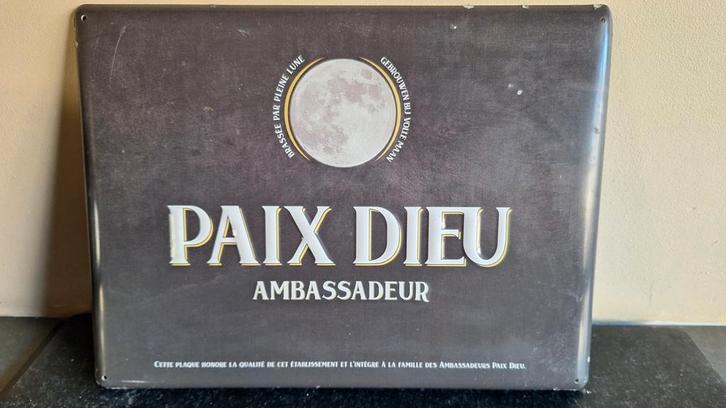 BRASSÉE PAR PLEINE LUNE
GEBROUWEN BIJ VOLLE MAAN
PAIX DIEU
AMBASSADEUR
CETTE PLAQUE HONORE LA QUALITÉ DE CET ÉTABLISSEMENT ET L'INTÈGRE À LA FAMILLE DES AMBASSADEURS PAIX DIEU.